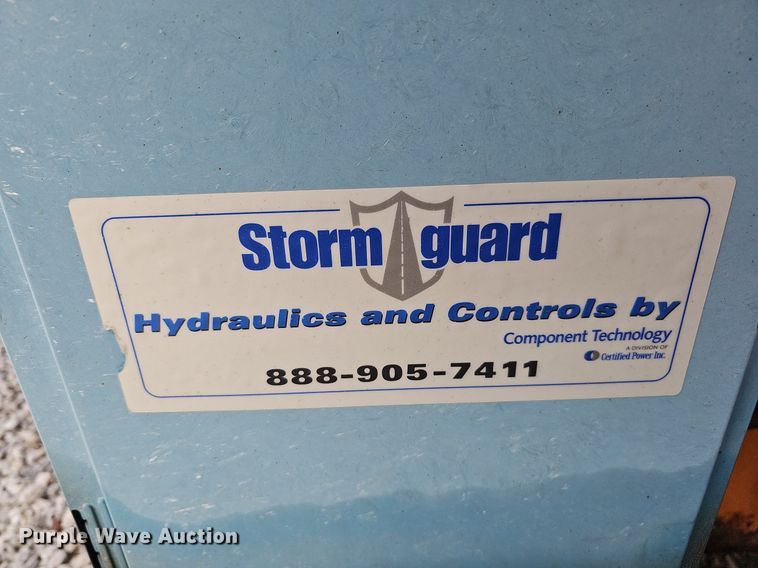 Storm guard
Hydraulics and Controls by
Component Technology
A DIVISION OF
Certified Power Inc.
888-905-7411
Purple Wave Auction